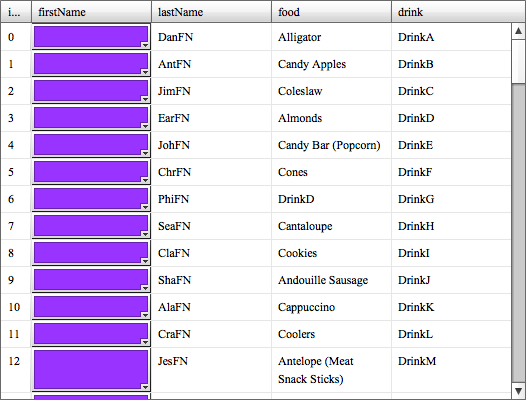 i... firstName lastName food drink
0 DanFN Alligator DrinkA
1 AntFN Candy Apples DrinkB
2 JimFN Coleslaw DrinkC
3 EarFN Almonds DrinkD
4 JohFN Candy Bar (Popcorn) DrinkE
5 ChrFN Cones DrinkF
6 PhiFN DrinkD DrinkG
7 SeaFN Cantaloupe DrinkH
8 ClaFN Cookies DrinkI
9 ShaFN Andouille Sausage DrinkJ
10 AlaFN Cappuccino DrinkK
11 CraFN Coolers DrinkL
12 JesFN Antelope (Meat DrinkM
Snack Sticks)